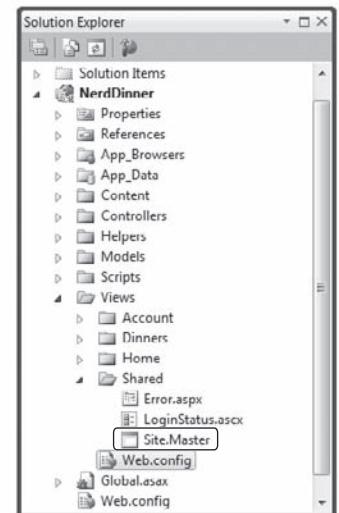 Solution Explorer
Solution Items
NerdDinner
Properties
References
App_Browsers
App_Data
Content
Controllers
Helpers
Models
Scripts
Views
Account
Dinners
Home
Shared
Error.aspx
LoginStatus.ascx
Site.Master
Web.config
Global.asax
Web.config